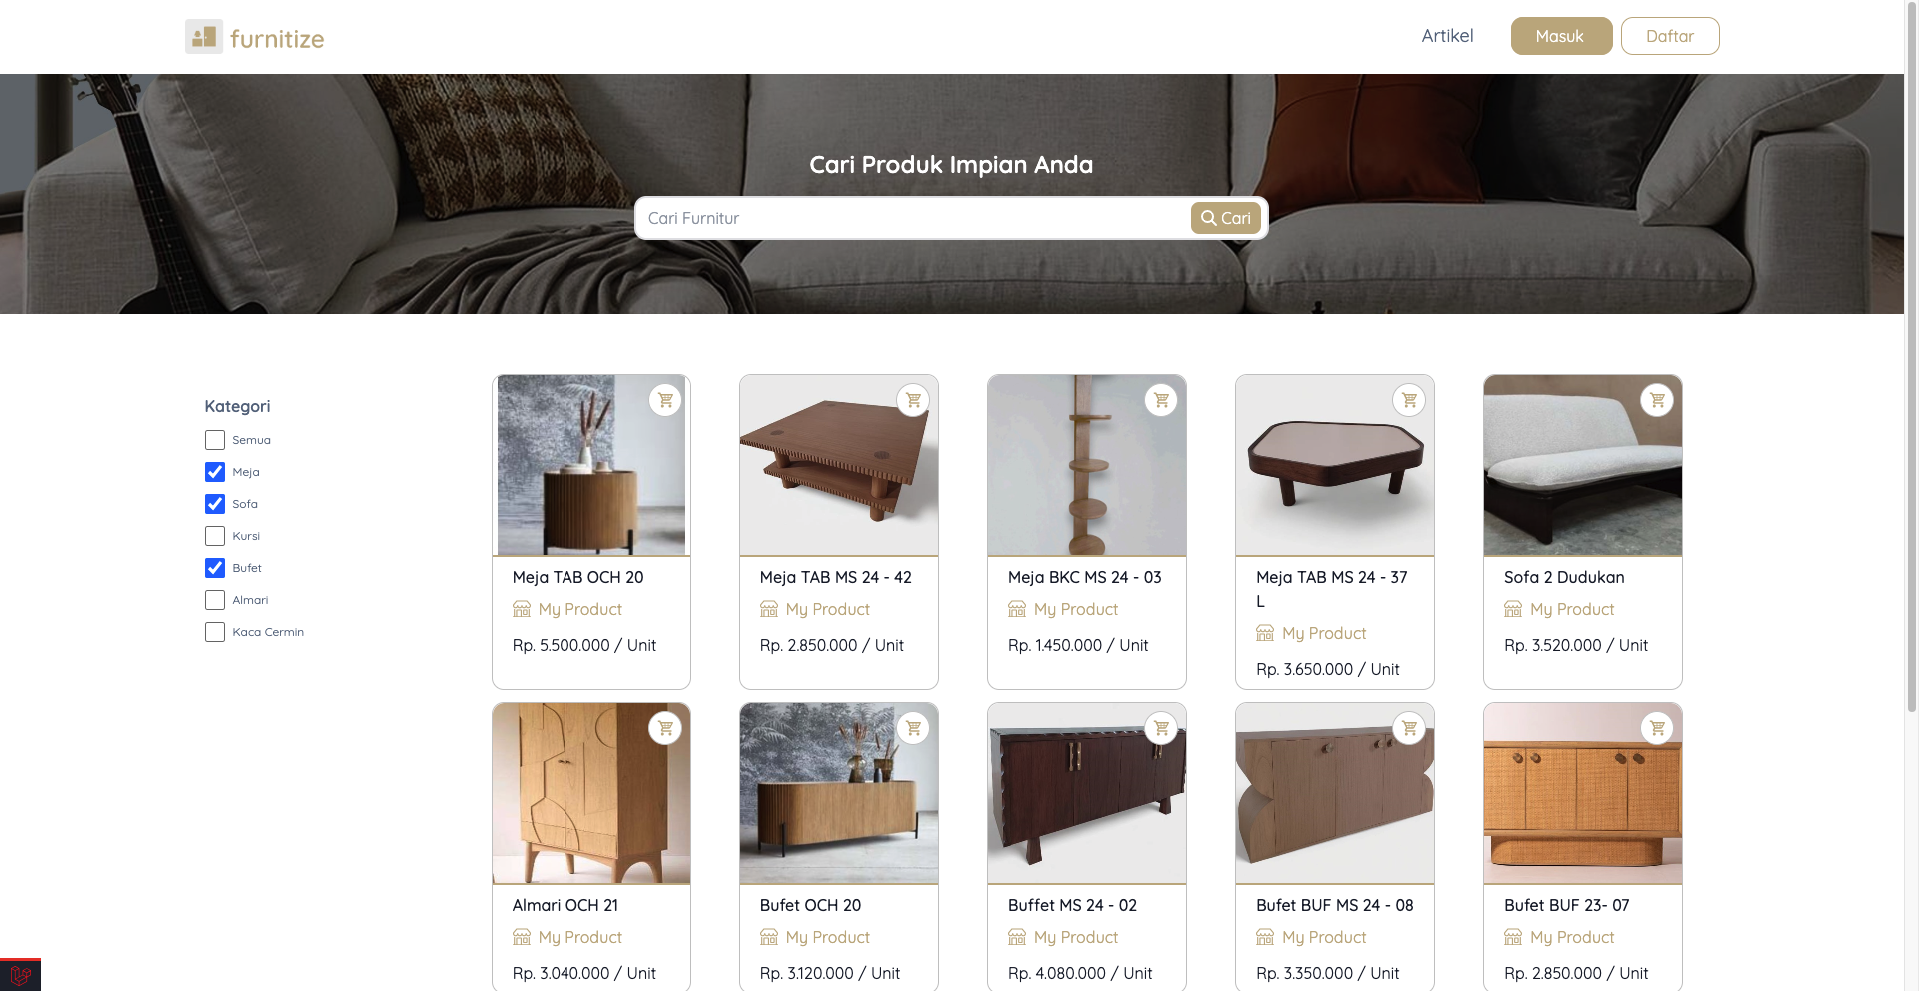 furnitize
Artikel
Masuk
Daftar
Cari Produk Impian Anda
Cari Furnitur
Cari
Kategori
Semua
Meja
Sofa
Kursi
Bufet
Almari
Kaca Cermin
Meja TAB OCH 20
My Product
Rp. 5.500.000 / Unit
Meja TAB MS 24 - 42
My Product
Rp. 2.850.000 / Unit
Meja BKC MS 24 - 03
My Product
Rp. 1.450.000 / Unit
Meja TAB MS 24 - 37
L
My Product
Rp. 3.650.000 / Unit
Sofa 2 Dudukan
My Product
Rp. 3.520.000 / Unit
Almari OCH 21
My Product
Rp. 3.040.000 / Unit
Bufet OCH 20
My Product
Rp. 3.120.000 / Unit
Buffet MS 24 - 02
My Product
Rp. 4.080.000 / Unit
Bufet BUF MS 24 - 08
My Product
Rp. 3.350.000 / Unit
Bufet BUF 23- 07
My Product
Rp. 2.850.000 / Unit